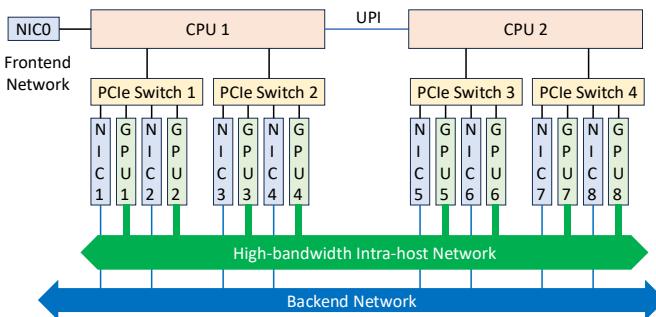 NIC0
CPU 1
UPI
CPU 2
Frontend
Network
PCIe Switch 1
PCIe Switch 2
PCIe Switch 3
PCIe Switch 4
NIC1
GPU1
NIC2
GPU2
NIC3
GPU3
NIC4
GPU4
NIC5
GPU5
NIC6
GPU6
NIC7
GPU7
NIC8
GPU8
High-bandwidth Intra-host Network
Backend Network